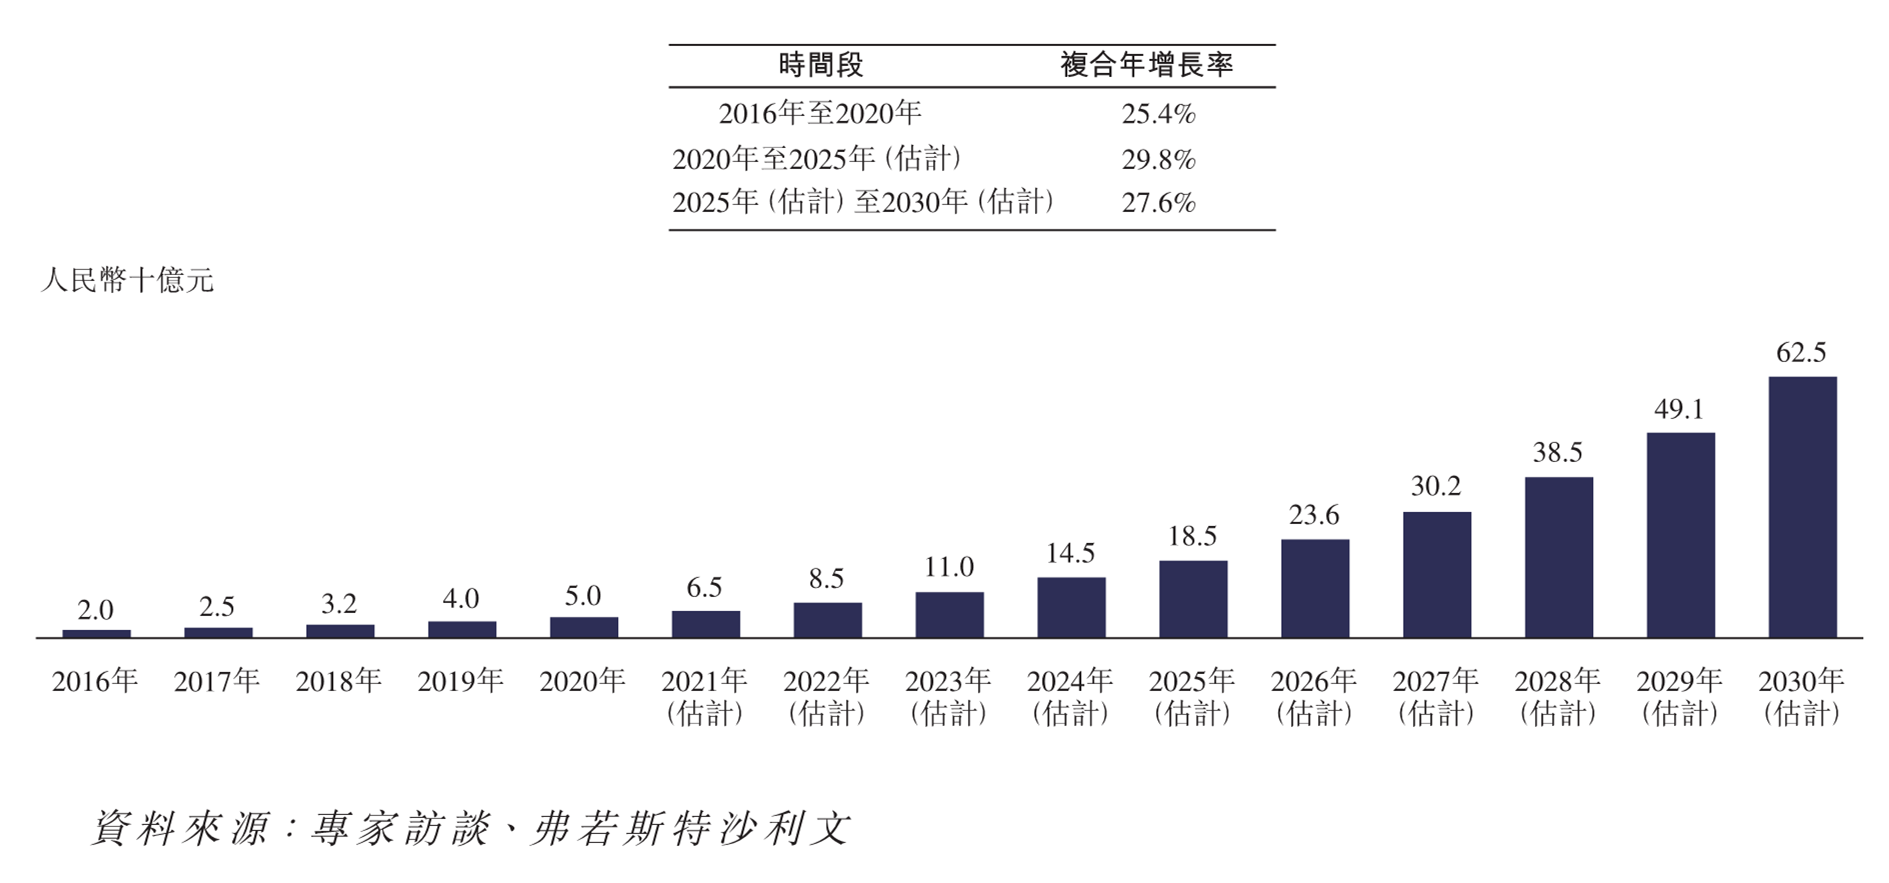 時間段 複合年增長率
2016年至2020年 25.4%
2020年至2025年（估計） 29.8%
2025年（估計）至2030年（估計） 27.6%
人民幣十億元
2.0 2.5 3.2 4.0 5.0 6.5 8.5 11.0 14.5 18.5 23.6 30.2 38.5 49.1 62.5
2016年 2017年 2018年 2019年 2020年 2021年 2022年 2023年 2024年 2025年 2026年 2027年 2028年 2029年 2030年
（估計） （估計） （估計） （估計） （估計） （估計） （估計） （估計） （估計） （估計）
資料來源：專家訪談、弗若斯特沙利文